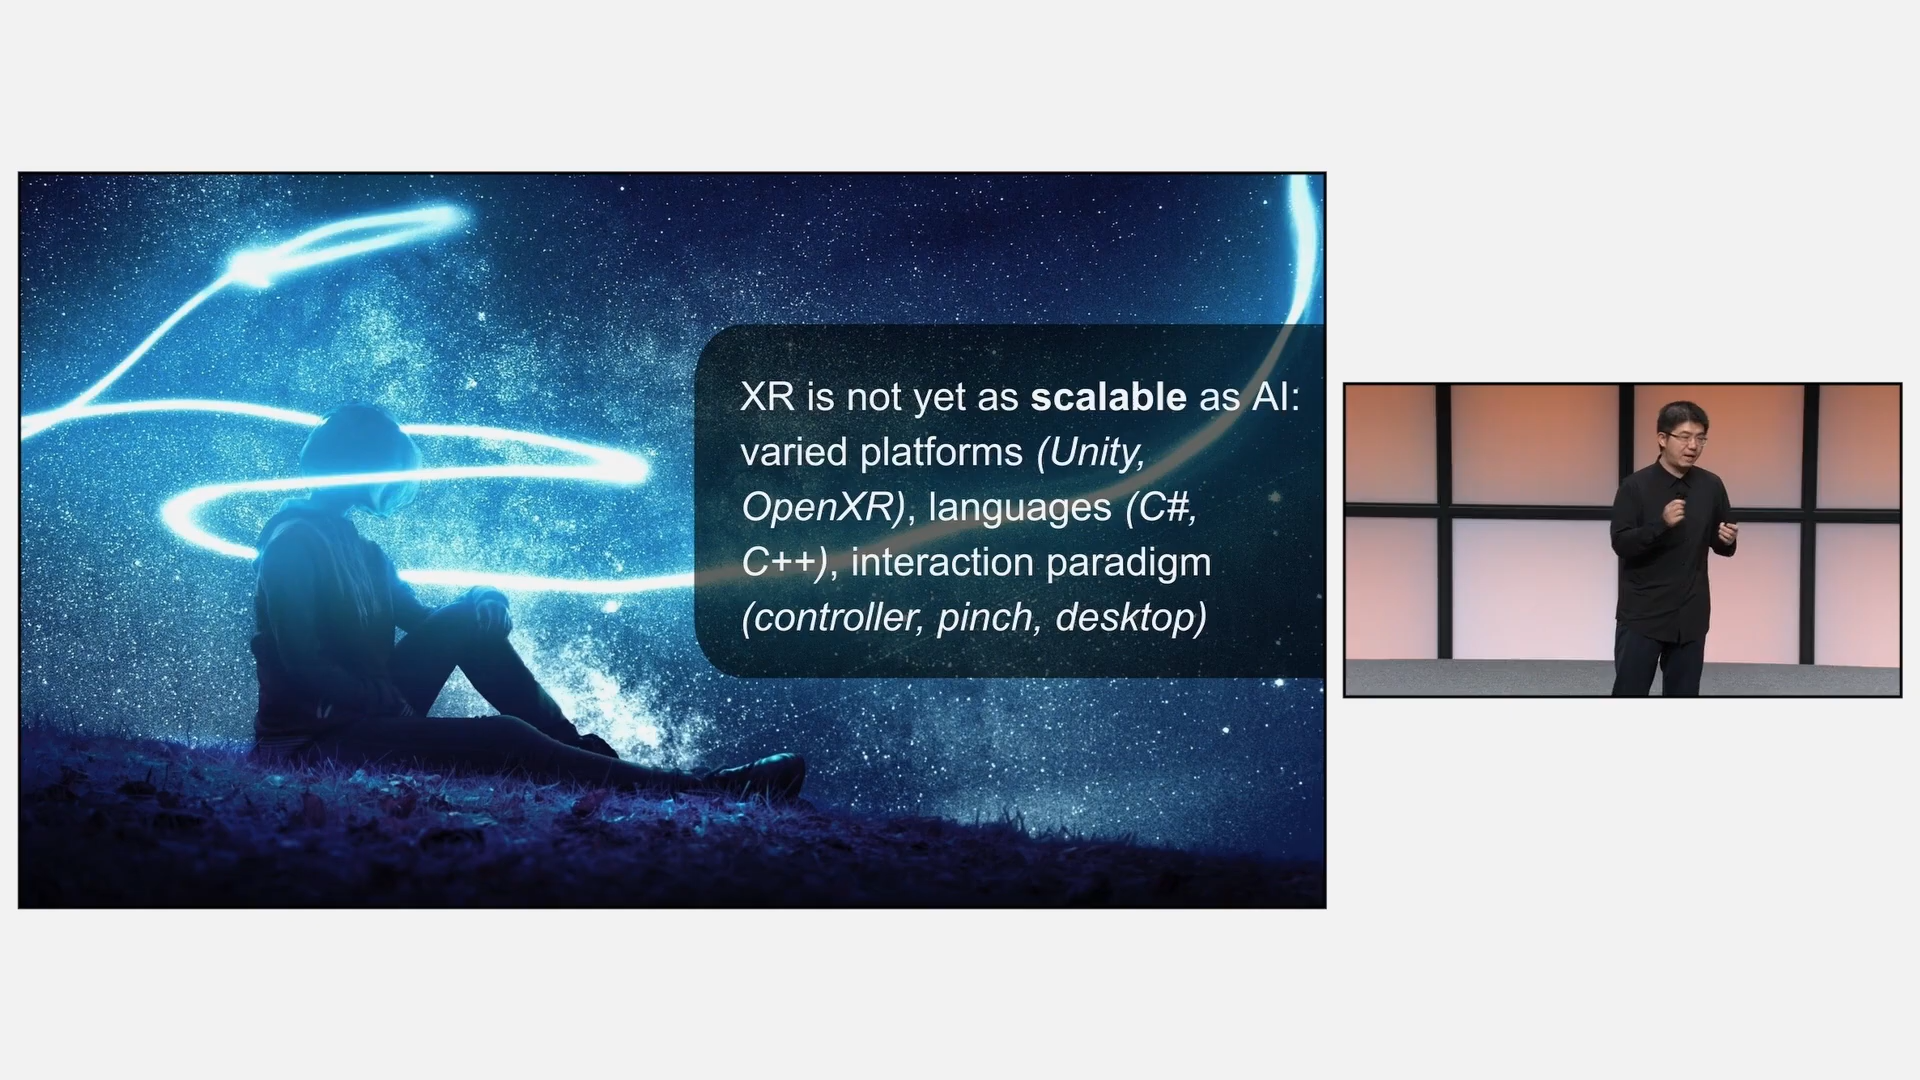 XR is not yet as scalable as AI:
varied platforms (Unity,
OpenXR), languages (C#,
C++), interaction paradigm
(controller, pinch, desktop)